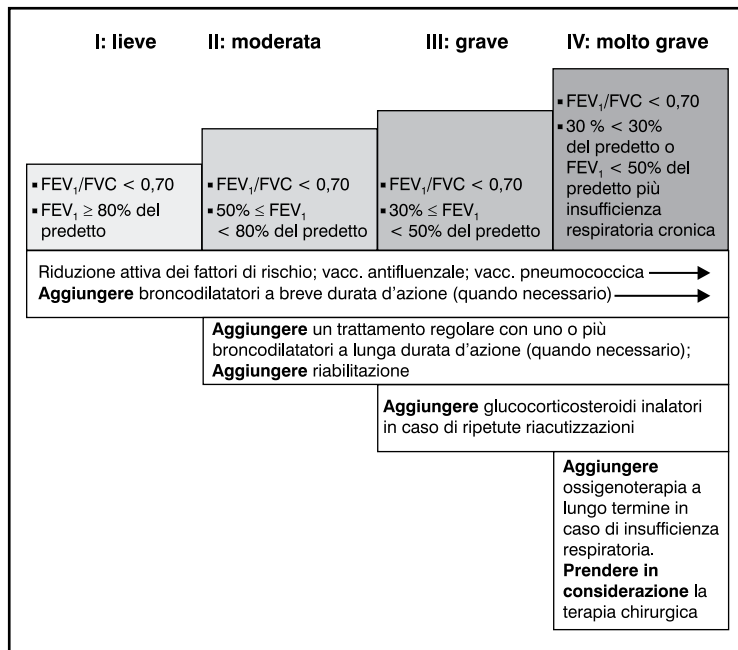 I: lieve
II: moderata
III: grave
IV: molto grave
▪ FEV₁/FVC < 0,70
▪ FEV₁ ≥ 80% del
predetto
▪ FEV₁/FVC < 0,70
▪ 50% ≤ FEV₁
< 80% predetto
▪ FEV₁/FVC < 0,70
▪ 30% ≤ FEV₁
< 50% predetto
▪ FEV₁/FVC < 0,70
▪ 30 % < 30%
del predetto o
FEV₁ < 50% del
predetto più
insufficienza
respiratoria cronica
Riduzione attiva dei fattori di rischio; vacc. antifluenzale; vacc. pneumococcica
Aggiungere broncodilatatori a breve durata d'azione (quando necessario)
Aggiungere un trattamento regolare con uno o più
broncodilatatori a lunga durata d'azione (quando necessario);
Aggiungere riabilitazione
Aggiungere glucocorticosteroidi inalatori
in caso di ripetute riacutizzazioni
Aggiungere
ossigenoterapia a
lungo termine in
caso di insufficienza
respiratoria.
Prendere in
considerazione la
terapia chirurgica